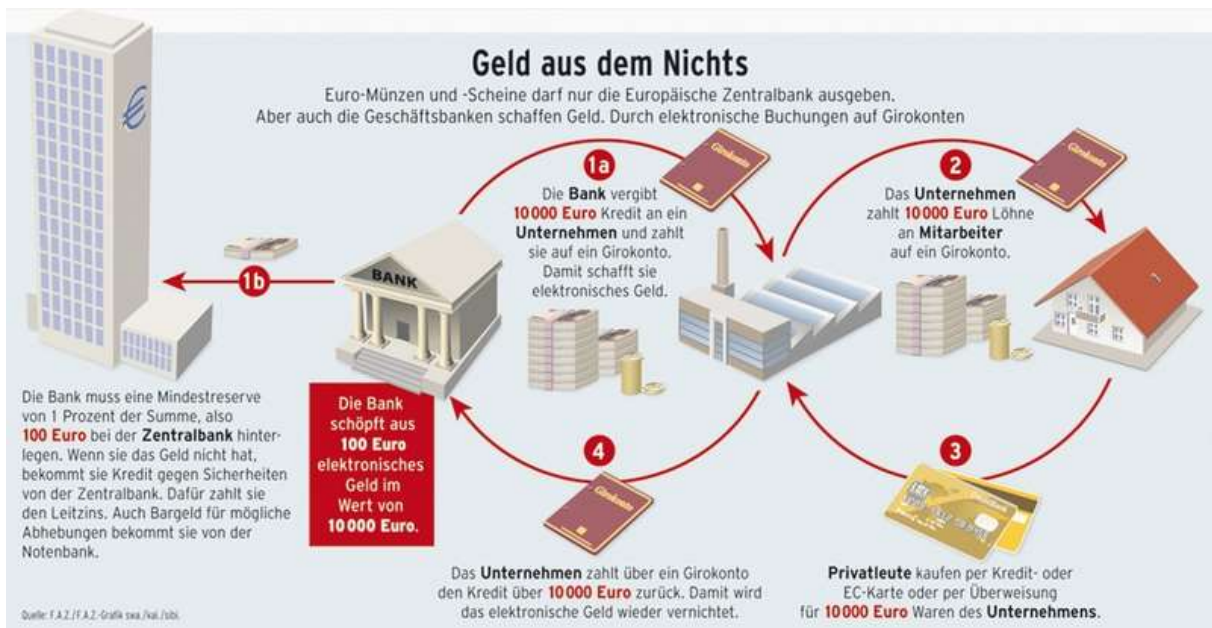 Geld aus dem Nichts
Euro-Münzen und -Scheine darf nur die Europäische Zentralbank ausgeben.
Aber auch die Geschäftsbanken schaffen Geld. Durch elektronische Buchungen auf Girokonten
€
1b
Die Bank muss eine Mindestreserve
von 1 Prozent der Summe, also
100 Euro bei der Zentralbank hinter-
legen. Wenn sie das Geld nicht hat,
bekommt sie Kredit gegen Sicherheiten
von der Zentralbank. Dafür zahlt sie
den Leitzins. Auch Bargeld für mögliche
Abhebungen bekommt sie von der
Notenbank.
BANK
Die Bank
schöpft aus
100 Euro
elektronisches
Geld im
Wert von
10 000 Euro.
1a
Girokonto
Die Bank vergibt
10 000 Euro Kredit an ein
Unternehmen und zahlt
sie auf ein Girokonto.
Damit schafft sie
elektronisches Geld.
2
Girokonto
Das Unternehmen
zahlt 10 000 Euro Löhne
an Mitarbeiter
auf ein Girokonto.
3
Privatleute kaufen per Kredit- oder
EC-Karte oder per Überweisung
für 10 000 Euro Waren des Unternehmens.
4
Girokonto
Das Unternehmen zahlt über ein Girokonto
den Kredit über 10 000 Euro zurück. Damit wird
das elektronische Geld wieder vernichtet.
Quelle: F.A.Z./F.A.Z.-Grafik swa./kai./sibi.